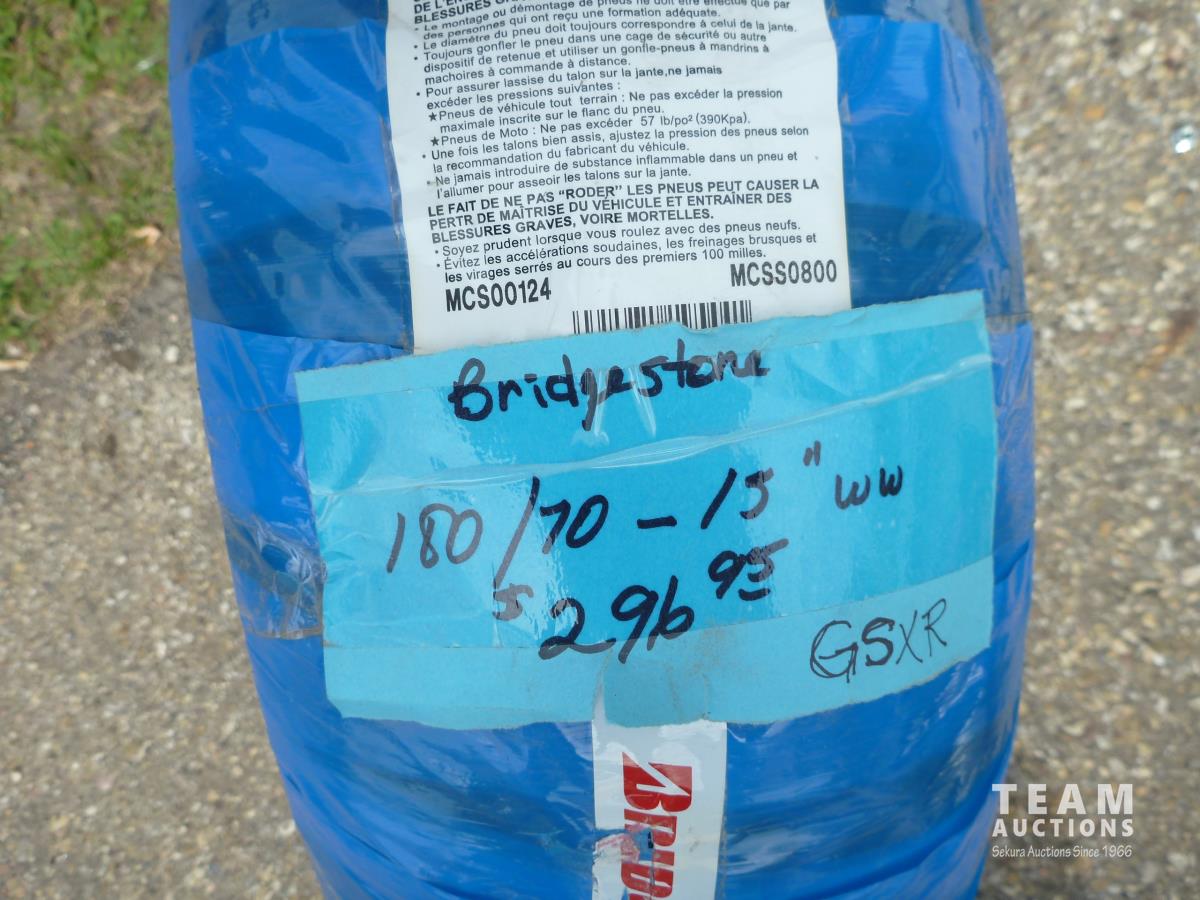 BLESSURES GRAVES
• Le montage ou démontage de pneus ne doit être effectué que par
des personnes qui ont reçu une formation adéquate.
• Le diamètre du pneu doit toujours correspondre à celui de la jante.
• Toujours gonfler le pneu dans une cage de sécurité ou autre
dispositif de retenue et utiliser un gonfle-pneus à mandrins à
machoires à commande à distance.
• Pour assurer lassise du talon sur la jante,ne jamais
excéder les pressions suivantes :
★Pneus de véhicule tout terrain : Ne pas excéder la pression
maximale inscrite sur le flanc du pneu.
★Pneus de Moto : Ne pas excéder 57 lb/po² (390Kpa).
• Une fois les talons bien assis, ajustez la pression des pneus selon
la recommandation du fabricant du véhicule.
• Ne jamais introduire de substance inflammable dans un pneu et
l'allumer pour asseoir les talons sur la jante.
LE FAIT DE NE PAS "RODER" LES PNEUS PEUT CAUSER LA
PERTR DE MAÎTRISE DU VÉHICULE ET ENTRAÎNER DES
BLESSURES GRAVES, VOIRE MORTELLES.
• Soyez prudent lorsque vous roulez avec des pneus neufs.
• Évitez les accélérations soudaines, les freinages brusques et
les virages serrés au cours des premiers 100 milles.
MCS00124 MCSS0800
Bridgestone
180/70 - 15" WW
$296 95
GSXR
BRID
TEAM
AUCTIONS
Sekura Auctions Since 1966